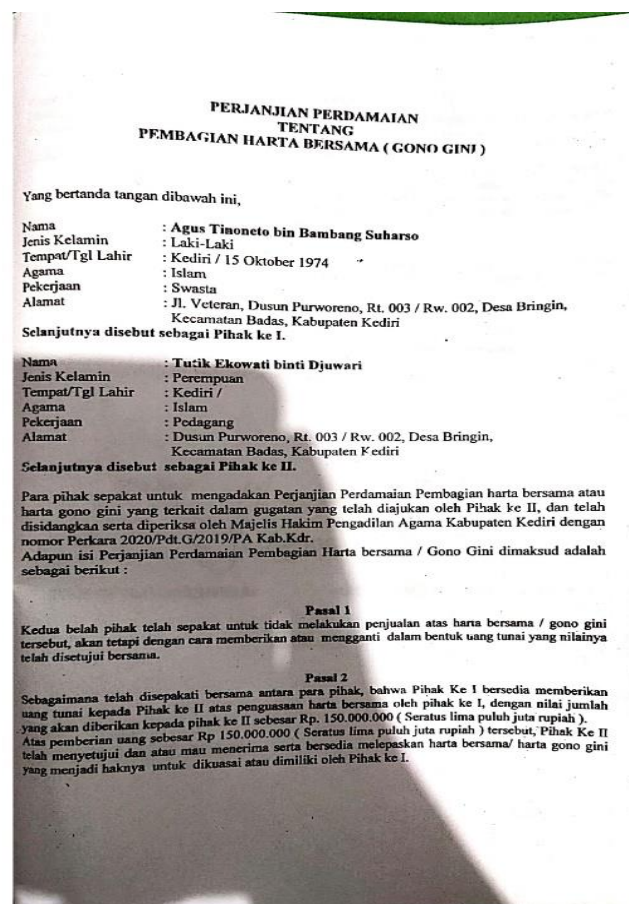 PERJANJIAN PERDAMAIAN
TENTANG
PEMBAGIAN HARTA BERSAMA ( GONO GINI )
Yang bertanda tangan dibawah ini,
Nama : Agus Tinoneto bin Bambang Suharso
Jenis Kelamin : Laki-Laki
Tempat/Tgl Lahir : Kediri / 15 Oktober 1974
Agama : Islam
Pekerjaan : Swasta
Alamat : Jl. Veteran, Dusun Purworeno, Rt. 003 / Rw. 002, Desa Bringin,
Kecamatan Badas, Kabupaten Kediri
Selanjutnya disebut sebagai Pihak ke I.
Nama : Tutik Ekowati binti Djuwari
Jenis Kelamin : Perempuan
Tempat/Tgl Lahir : Kediri /
Agama : Islam
Pekerjaan : Pedagang
Alamat : Dusun Purworeno, Rt. 003 / Rw. 002, Desa Bringin,
Kecamatan Badas, Kabupaten Kediri
Selanjutnya disebut sebagai Pihak ke II.
Para pihak sepakat untuk mengadakan Perjanjian Perdamaian Pembagian harta bersama atau
harta gono gini yang terkait dalam gugatan yang telah diajukan oleh Pihak ke II, dan telah
disidangkan serta diperiksa oleh Majelis Hakim Pengadilan Agama Kabupaten Kediri dengan
nomor Perkara 2020/Pdt.G/2019/PA Kab.Kdr.
Adapun isi Perjanjian Perdamaian Pembagian Harta bersama / Gono Gini dimaksud adalah
sebagai berikut :
Pasal 1
Kedua belah pihak telah sepakat untuk tidak melakukan penjualan atas harta bersama / gono gini
tersebut, akan tetapi dengan cara memberikan atau mengganti dalam bentuk uang tunai yang nilainya
telah disetujui bersama.
Pasal 2
Sebagaimana telah disepakati bersama antara para pihak, bahwa Pihak Ke I bersedia memberikan
uang tunai kepada Pihak ke II atas penguasaan harta bersama oleh pihak ke I, dengan nilai jumlah
yang akan diberikan kepada pihak ke II sebesar Rp. 150.000.000 ( Seratus lima puluh juta rupiah ).
Atas pemberian uang sebesar Rp 150.000.000 ( Seratus lima puluh juta rupiah ) tersebut, Pihak Ke II
telah menyetujui dan atau mau menerima serta bersedia melepaskan harta bersama/ harta gono gini
yang menjadi haknya untuk dikuasai atau dimiliki oleh Pihak ke I.